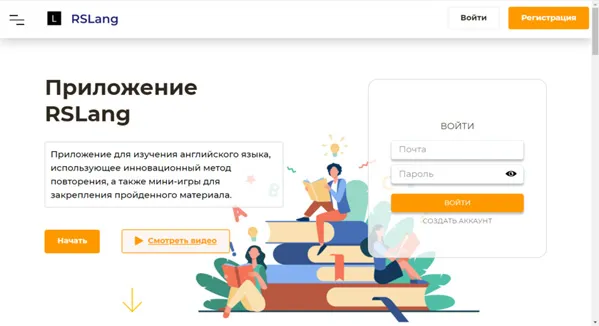 L RSLang
Войти
Регистрация
Приложение
RSLang
Приложение для изучения английского языка,
использующее инновационный метод
повторения, а также мини-игры для
закрепления пройденного материала.
Начать
Смотреть видео
ВОЙТИ
Почта
Пароль
ВОЙТИ
СОЗДАТЬ АККАУНТ
A
B